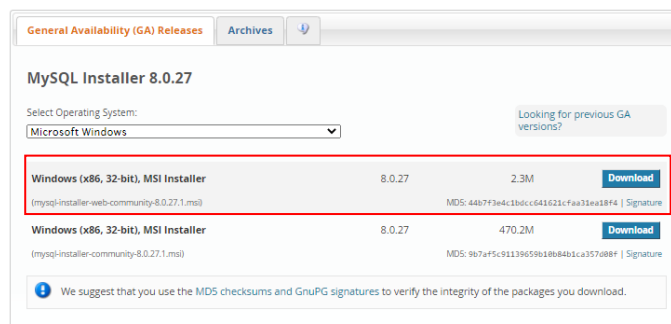 General Availability (GA) Releases
Archives
MySQL Installer 8.0.27
Select Operating System:
Looking for previous GA
versions?
Microsoft Windows
Windows (x86, 32-bit), MSI Installer 8.0.27 2.3M Download
(mysql-installer-web-community-8.0.27.1.msi) MD5: 44b7f3e4c1bdcc641621cfaa31ea18f4 | Signature
Windows (x86, 32-bit), MSI Installer 8.0.27 470.2M Download
(mysql-installer-community-8.0.27.1.msi) MD5: 9b7af5c91139659b10b84b1ca357d08f | Signature
We suggest that you use the MD5 checksums and GnuPG signatures to verify the integrity of the packages you download.